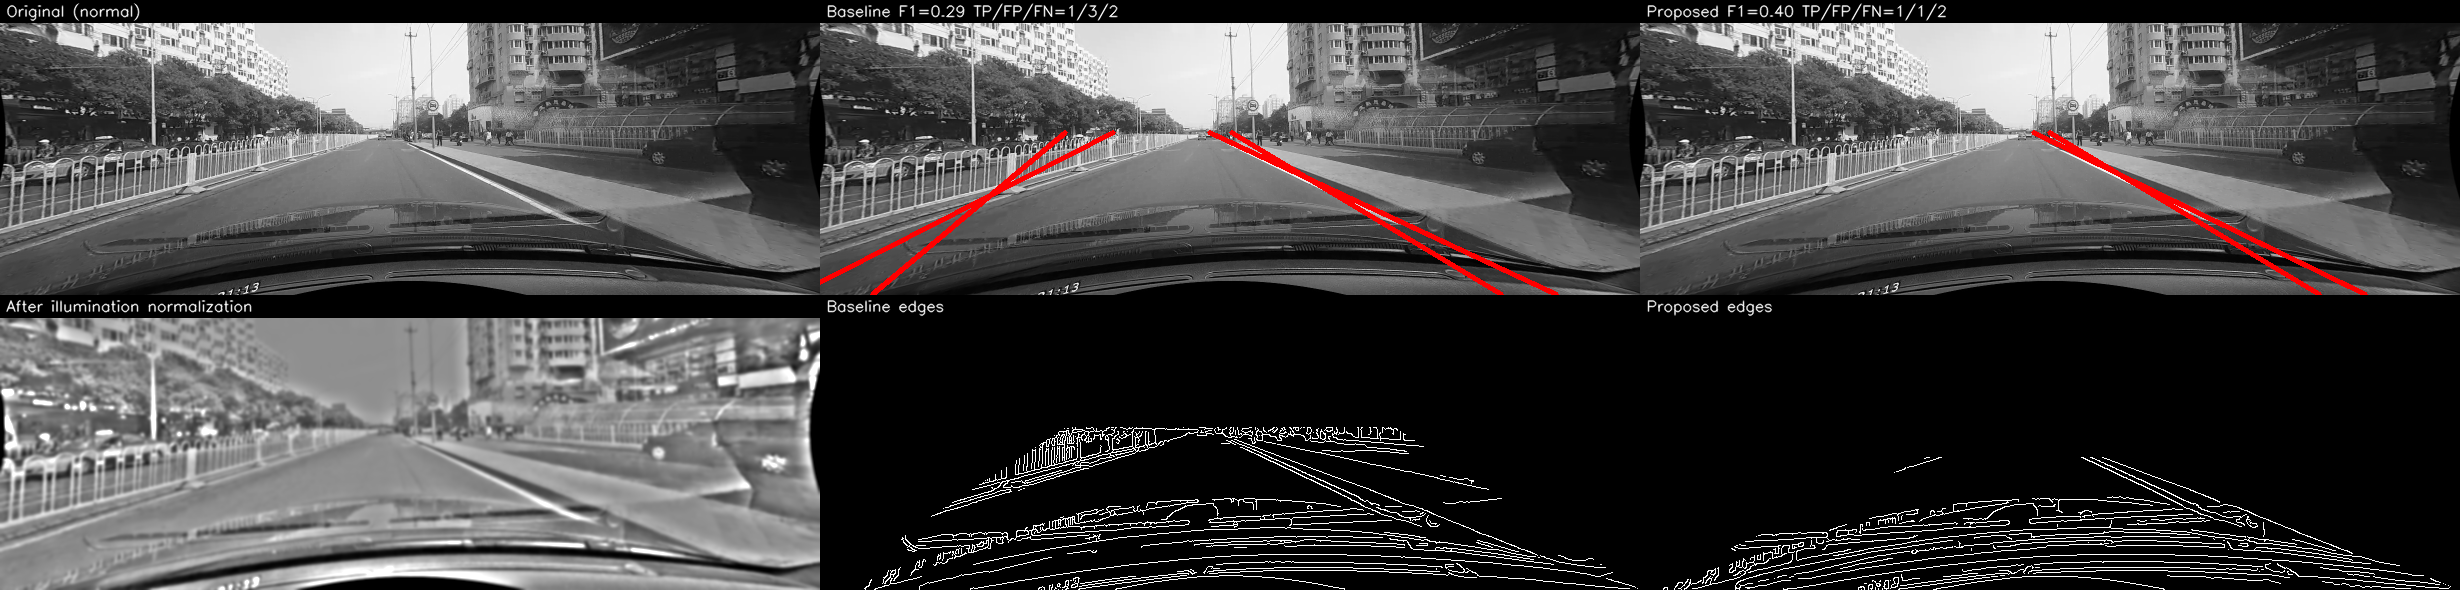 Original (normal)
Baseline F1=0.29 TP/FP/FN=1/3/2
Proposed F1=0.40 TP/FP/FN=1/1/2
After illumination normalization
Baseline edges
Proposed edges